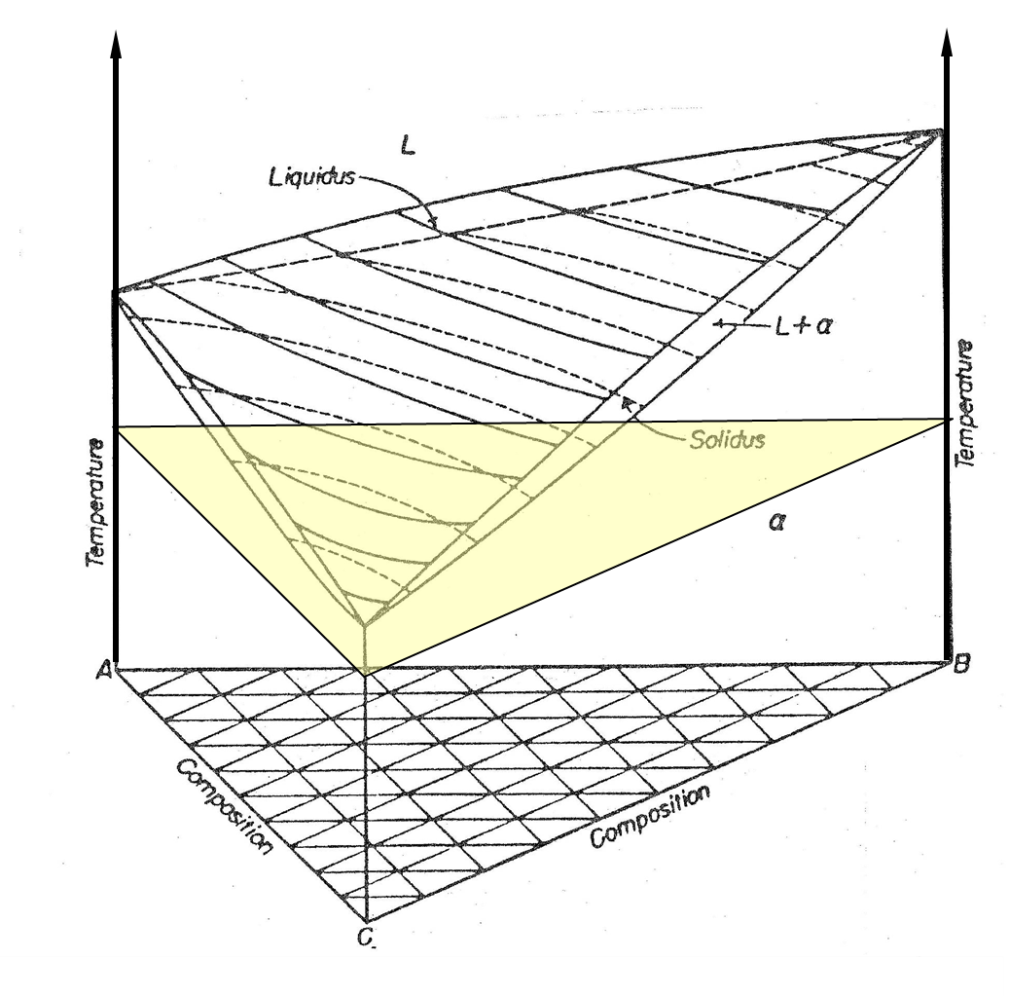 L
Liquidus
L+α
Solidus
Temperature
Temperature
α
A
B
Composition
Composition
C